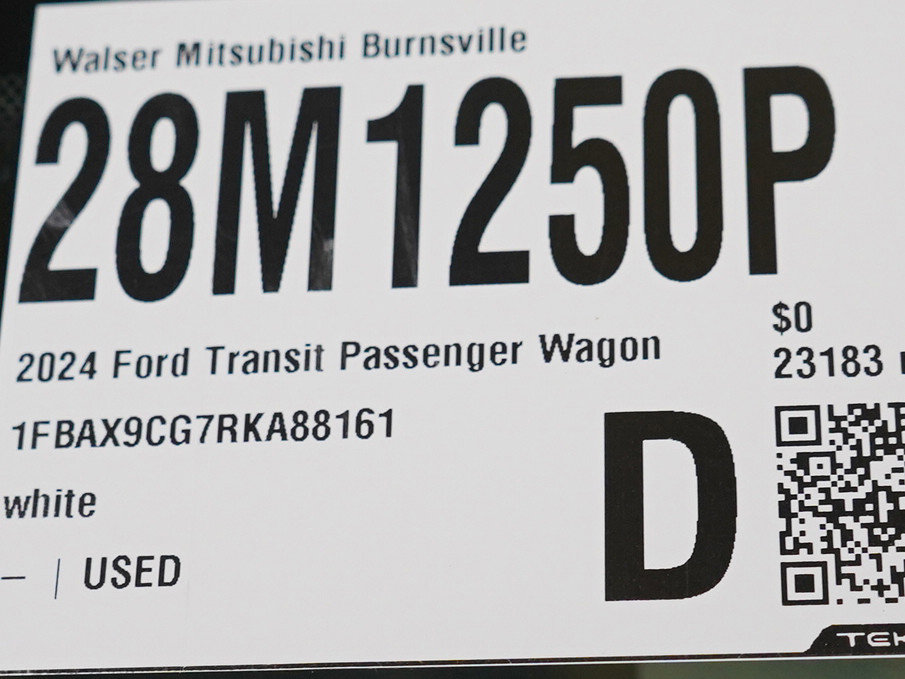 Walser Mitsubishi Burnsville
28M1250P
$0
2024 Ford Transit Passenger Wagon
23183
1FBAX9CG7RKA88161
D
white
– | USED